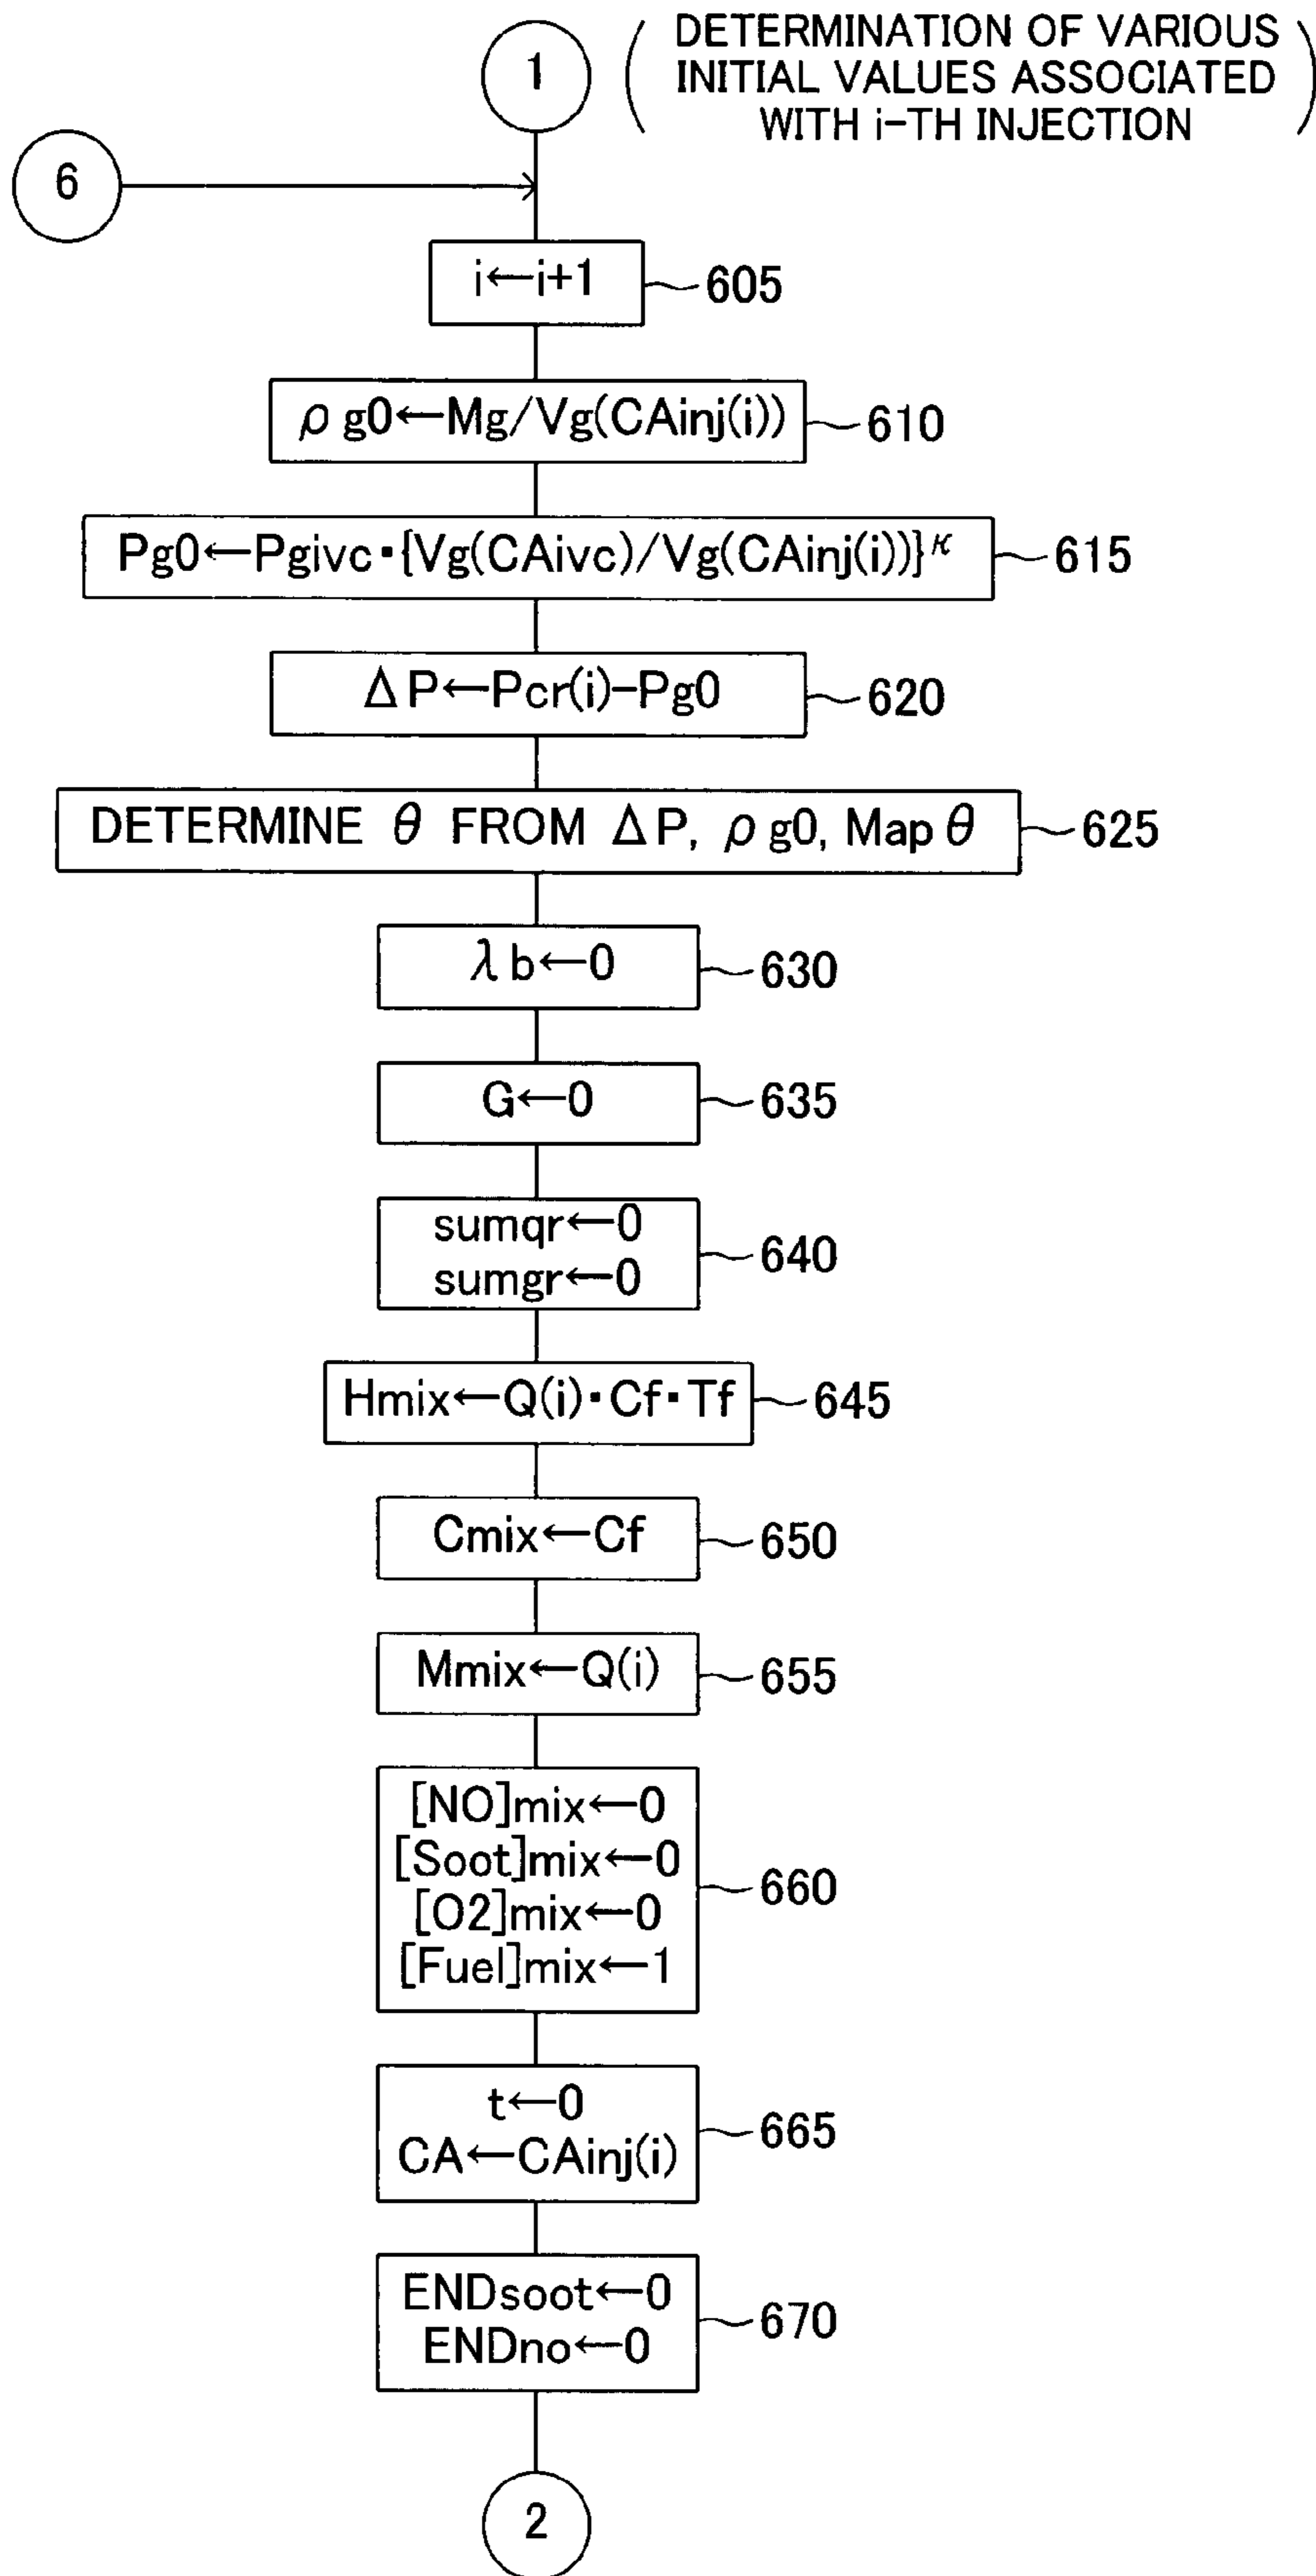 1
DETERMINATION OF VARIOUS
INITIAL VALUES ASSOCIATED
WITH i-TH INJECTION
6
i←i+1
605
ρg0←Mg/Vg(CAinj(i))
610
Pg0←Pgivc▪{Vg(CAivc)/Vg(CAinj(i))}^κ
615
ΔP←Pcr(i)-Pg0
620
DETERMINE θ FROM ΔP, ρg0, Map θ
625
λb←0
630
G←0
635
sumqr←0
sumgr←0
640
Hmix←Q(i)▪Cf▪Tf
645
Cmix←Cf
650
Mmix←Q(i)
655
[NO]mix←0
[Soot]mix←0
[O2]mix←0
[Fuel]mix←1
660
t←0
CA←CAinj(i)
665
ENDsoot←0
ENDno←0
670
2